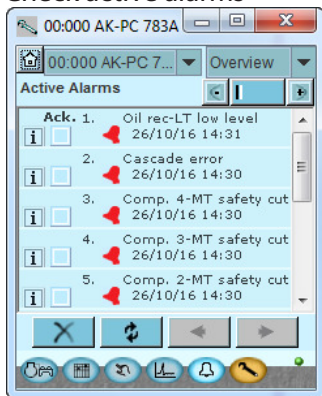 Check active alarms
00:000 AK-PC 783A
00:000 AK-PC 7... Overview
Active Alarms
Ack. 1. Oil rec-LT low level
26/10/16 14:31
2. Cascade error
26/10/16 14:30
3. Comp. 4-MT safety cut
26/10/16 14:30
4. Comp. 3-MT safety cut
26/10/16 14:30
5. Comp. 2-MT safety cut
26/10/16 14:30